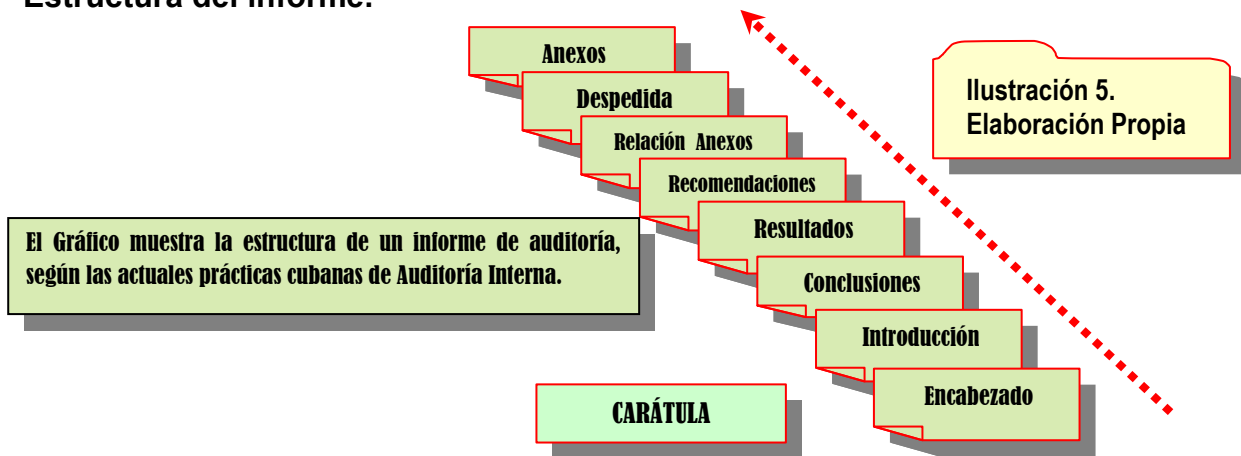 Estructura del informe.
Anexos
Despedida
Relación Anexos
Recomendaciones
Resultados
Conclusiones
Introducción
Encabezado
Ilustración 5.
Elaboración Propia
El Gráfico muestra la estructura de un informe de auditoría,
según las actuales prácticas cubanas de Auditoría Interna.
CARÁTULA